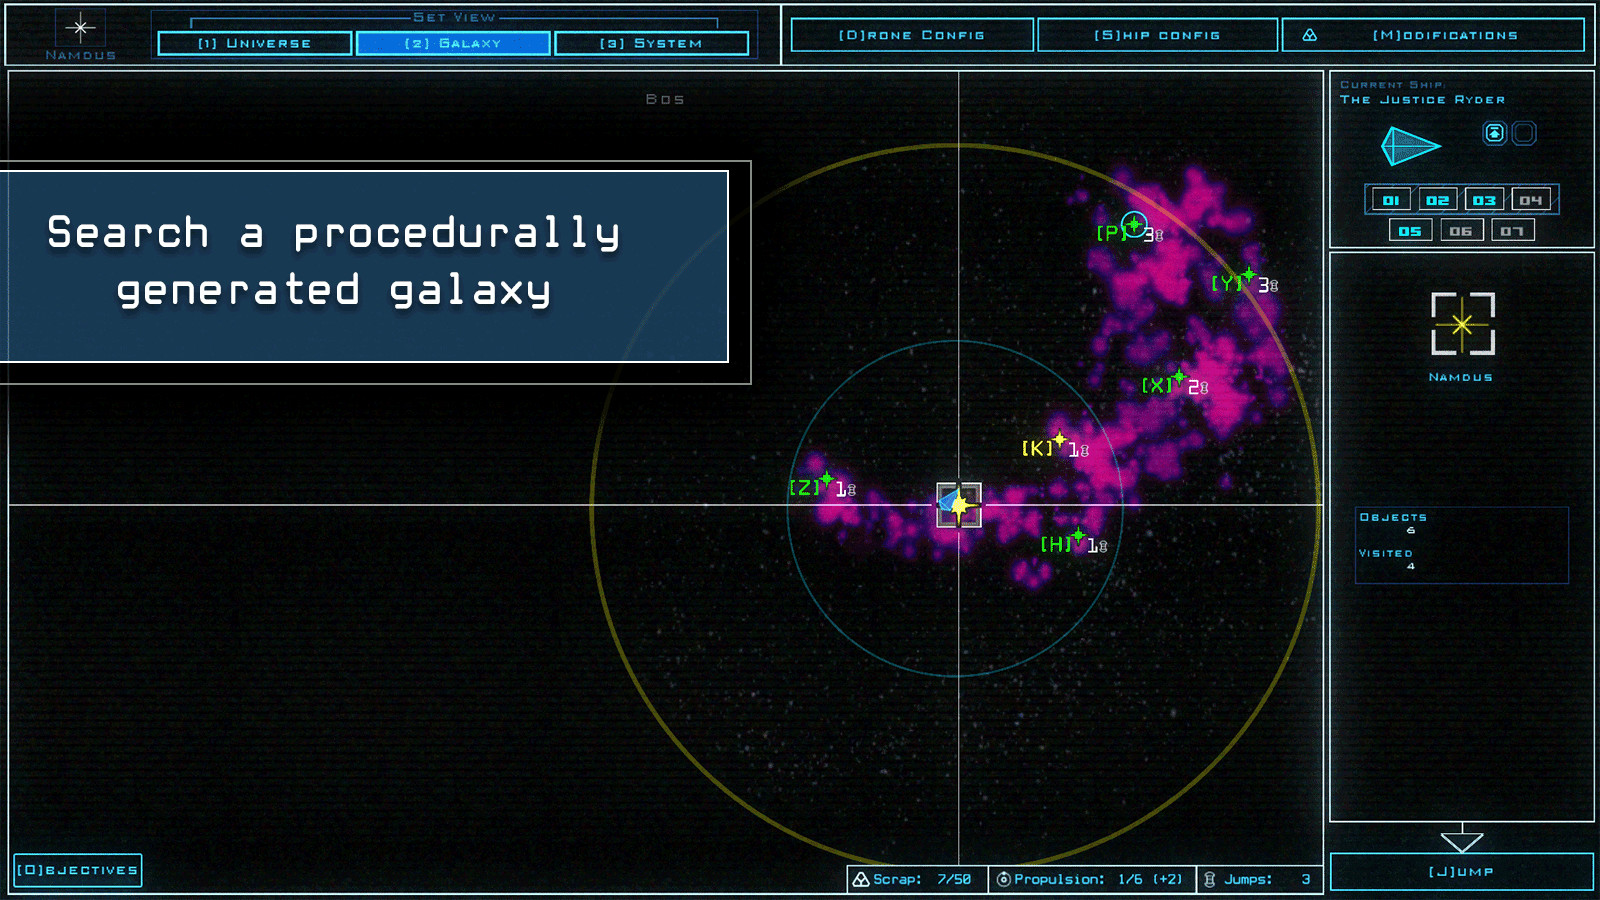 Set View
[1] Universe
[2] Galaxy
[3] System
Namdus
[D]rone Config
[S]hip config
[M]odifications
Bos
Search a procedurally
generated galaxy
[P] 3
[Y] 3
[X] 2
[K] 1
[Z] 1
[H] 1
Current Ship:
The Justice Ryder
01 02 03 04
05 06 07
Namdus
Objects
6
Visited
4
[O]bjectives
Scrap: 7/50
Propulsion: 1/6 (+2)
Jumps: 3
[J]ump